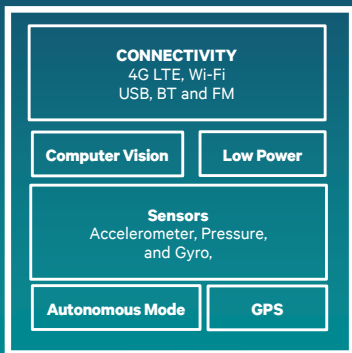 CONNECTIVITY
4G LTE, Wi-Fi
USB, BT and FM
Computer Vision
Low Power
Sensors
Accelerometer, Pressure,
and Gyro,
Autonomous Mode
GPS